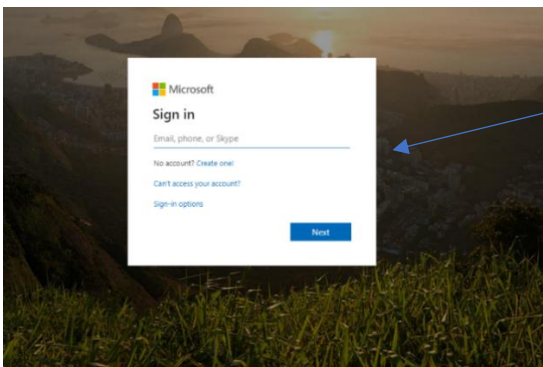 Microsoft
Sign in
Email, phone, or Skype
No account? Create one!
Can't access your account?
Sign-in options
Next